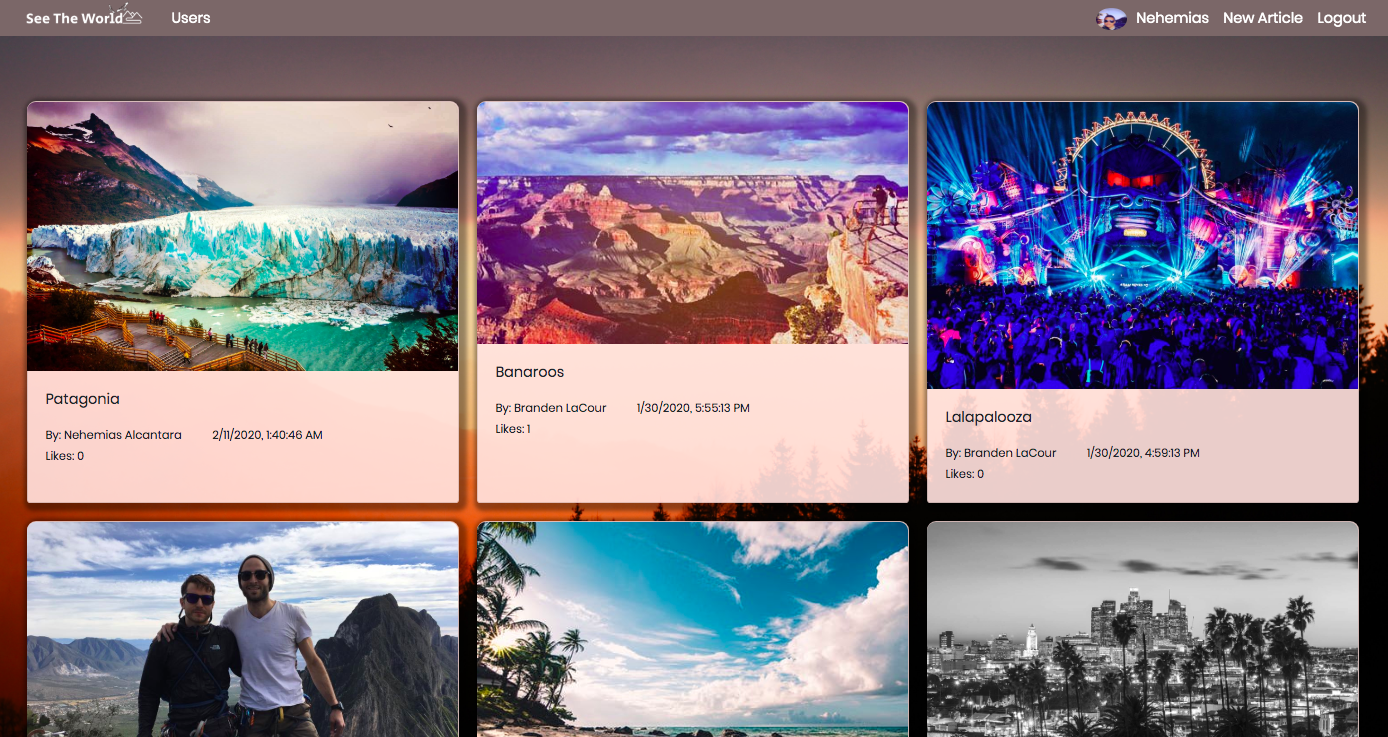 See The World Users Nehemias New Article Logout
Patagonia
By: Nehemias Alcantara 2/11/2020, 1:40:46 AM
Likes: 0
Banaroos
By: Branden LaCour 1/30/2020, 5:55:13 PM
Likes: 1
Lalapalooza
By: Branden LaCour 1/30/2020, 4:59:13 PM
Likes: 0